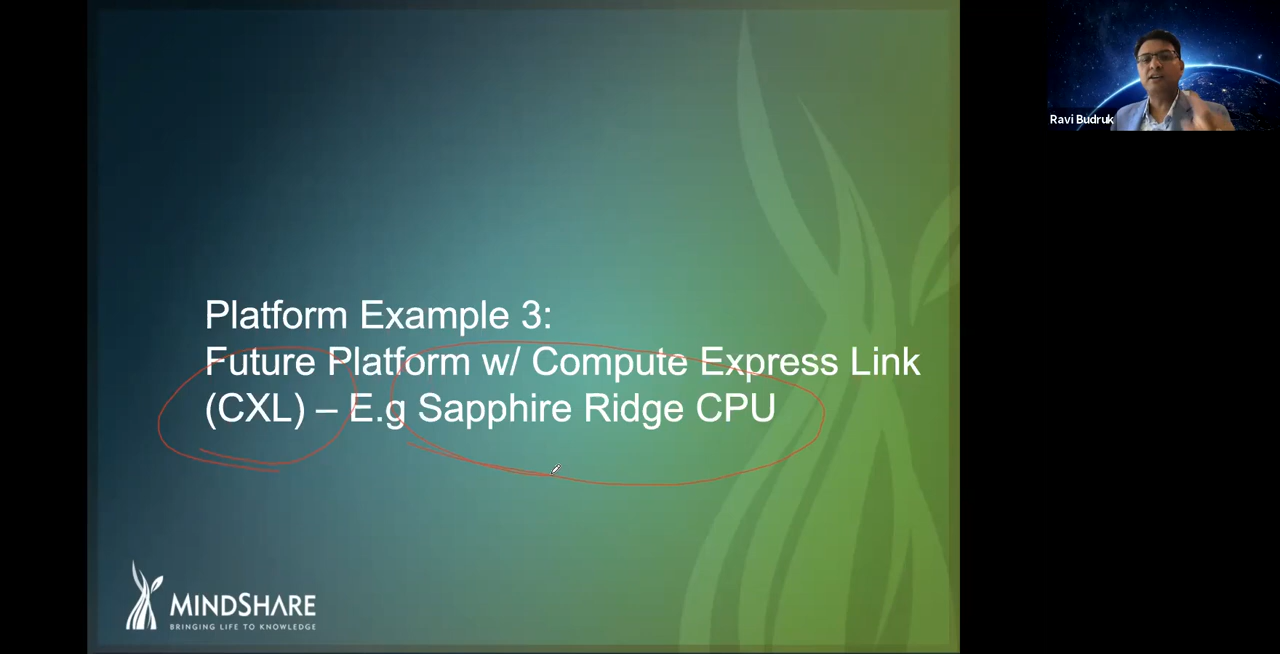 Ravi Budruk
Platform Example 3:
Future Platform w/ Compute Express Link
(CXL) – E.g Sapphire Ridge CPU
MINDSHARE
BRINGING LIFE TO KNOWLEDGE